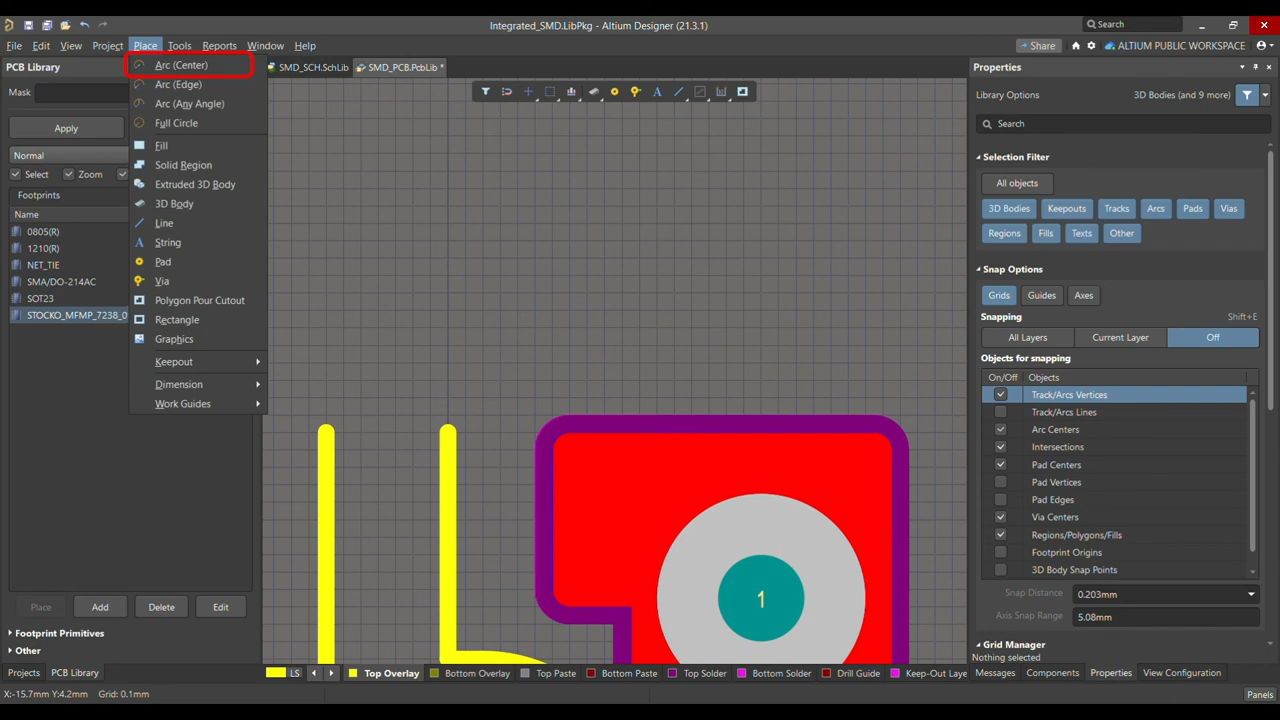 Integrated_SMD.LibPkg - Altium Designer (21.3.1)
Search
File Edit View Project Place Tools Reports Window Help
Share
ALTIUM PUBLIC WORKSPACE
PCB Library
Mask
Apply
Normal
Select Zoom
Footprints
Name
0805(R)
1210(R)
NET_TIE
SMA/DO-214AC
SOT23
STOCKO_MFMP_7238_0
Place Add Delete Edit
Footprint Primitives
Other
Projects PCB Library
Arc (Center)
Arc (Edge)
Arc (Any Angle)
Full Circle
Fill
Solid Region
Extruded 3D Body
3D Body
Line
String
Pad
Via
Polygon Pour Cutout
Rectangle
Graphics
Keepout
Dimension
Work Guides
SMD_SCH.SchLib SMD_PCB.PcbLib *
1
LS Top Overlay Bottom Overlay Top Paste Bottom Paste Top Solder Bottom Solder Drill Guide Keep-Out Laye
Properties
Library Options 3D Bodies (and 9 more)
Search
Selection Filter
All objects
3D Bodies Keepouts Tracks Arcs Pads Vias
Regions Fills Texts Other
Snap Options
Grids Guides Axes
Snapping Shift+E
All Layers Current Layer Off
Objects for snapping
On/Off Objects
Track/Arcs Vertices
Track/Arcs Lines
Arc Centers
Intersections
Pad Centers
Pad Vertices
Pad Edges
Via Centers
Regions/Polygons/Fills
Footprint Origins
3D Body Snap Points
Snap Distance 0.203mm
Axis Snap Range 5.08mm
Grid Manager
Nothing selected
Messages Components Properties View Configuration
X:-15.7mm Y:4.2mm Grid: 0.1mm
Panels